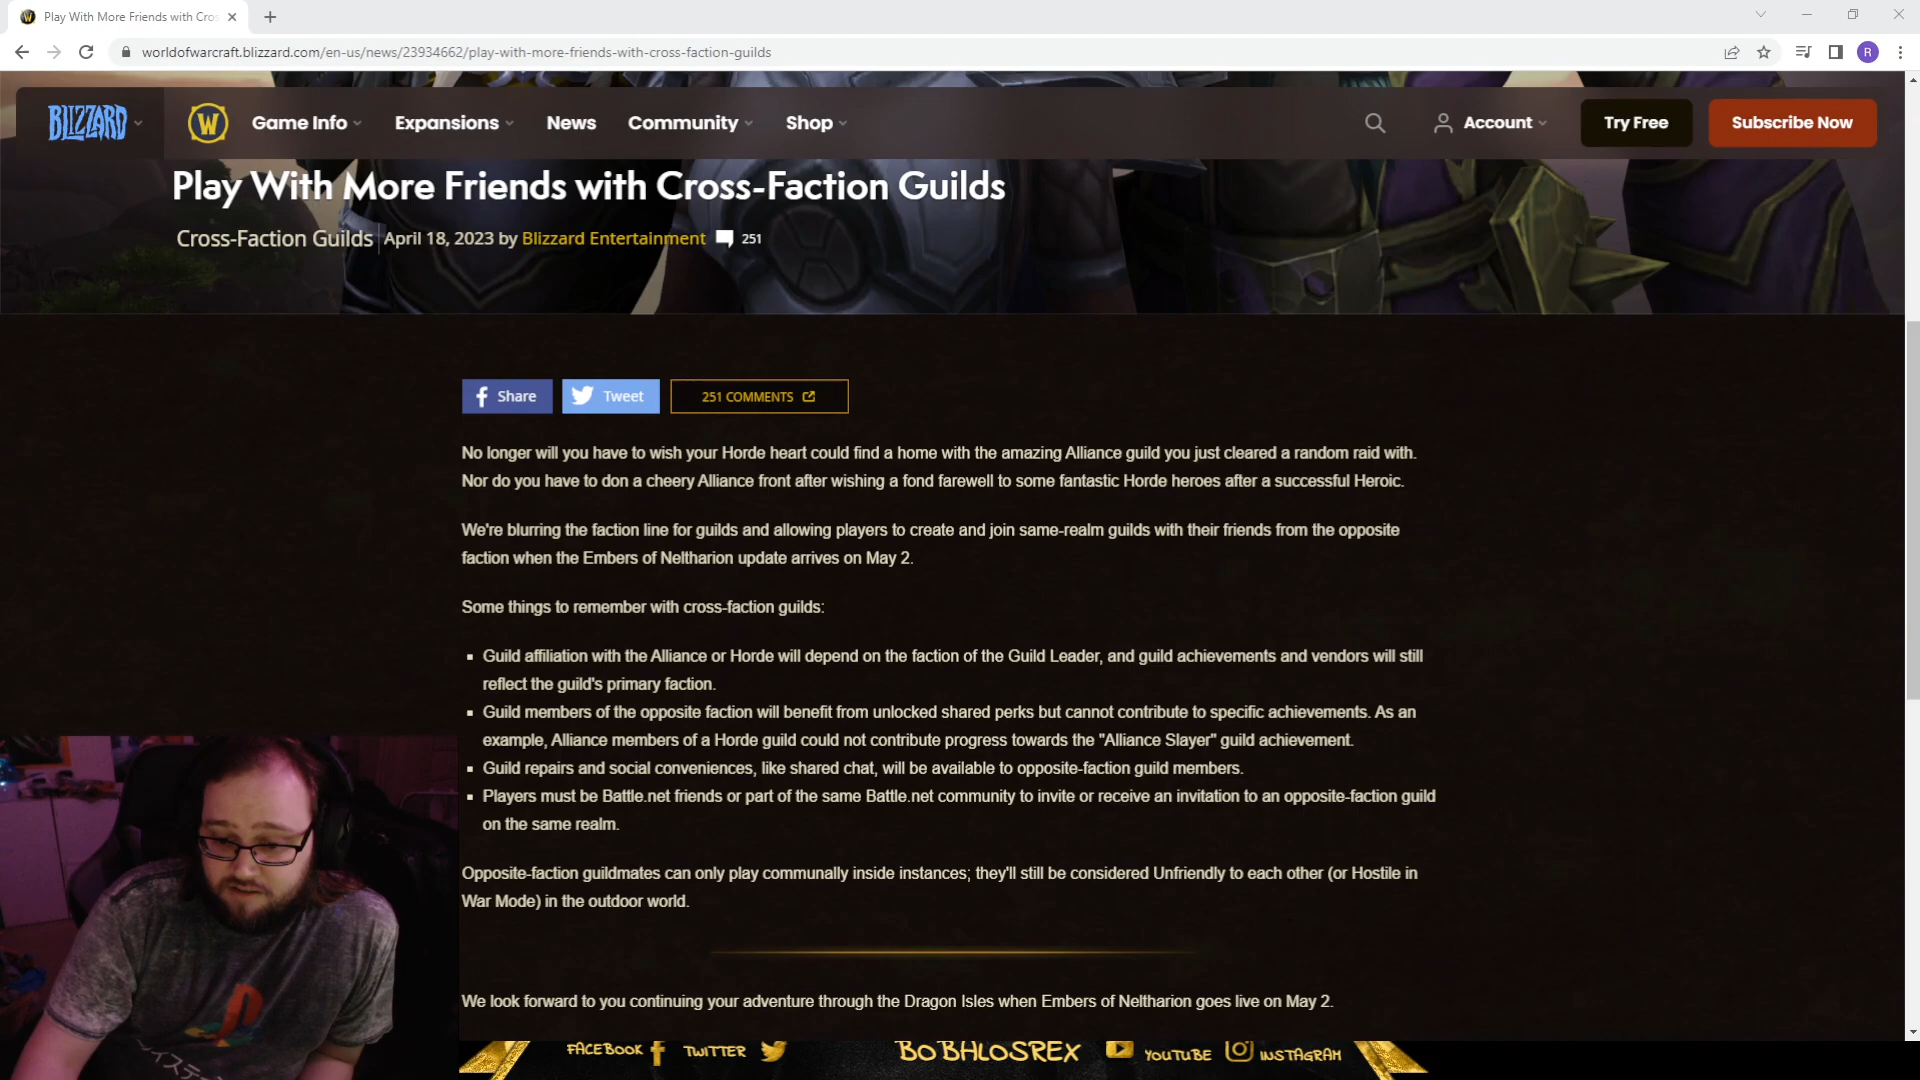 Play With More Friends with Cros
worldofwarcraft.blizzard.com/en-us/news/23934662/play-with-more-friends-with-cross-faction-guilds
R
BLIZZARD
W
Game Info
Expansions
News
Community
Shop
Account
Try Free
Subscribe Now
Play With More Friends with Cross-Faction Guilds
Cross-Faction Guilds April 18, 2023 by Blizzard Entertainment 251
Share
Tweet
251 COMMENTS
No longer will you have to wish your Horde heart could find a home with the amazing Alliance guild you just cleared a random raid with.
Nor do you have to don a cheery Alliance front after wishing a fond farewell to some fantastic Horde heroes after a successful Heroic.
We're blurring the faction line for guilds and allowing players to create and join same-realm guilds with their friends from the opposite
faction when the Embers of Neltharion update arrives on May 2.
Some things to remember with cross-faction guilds:
▪ Guild affiliation with the Alliance or Horde will depend on the faction of the Guild Leader, and guild achievements and vendors will still
reflect the guild's primary faction.
▪ Guild members of the opposite faction will benefit from unlocked shared perks but cannot contribute to specific achievements. As an
example, Alliance members of a Horde guild could not contribute progress towards the "Alliance Slayer" guild achievement.
▪ Guild repairs and social conveniences, like shared chat, will be available to opposite-faction guild members.
▪ Players must be Battle.net friends or part of the same Battle.net community to invite or receive an invitation to an opposite-faction guild
on the same realm.
Opposite-faction guildmates can only play communally inside instances; they'll still be considered Unfriendly to each other (or Hostile in
War Mode) in the outdoor world.
We look forward to you continuing your adventure through the Dragon Isles when Embers of Neltharion goes live on May 2.
FACEBOOK TWITTER BOBALOSREX YOUTUBE INSTAGRAM